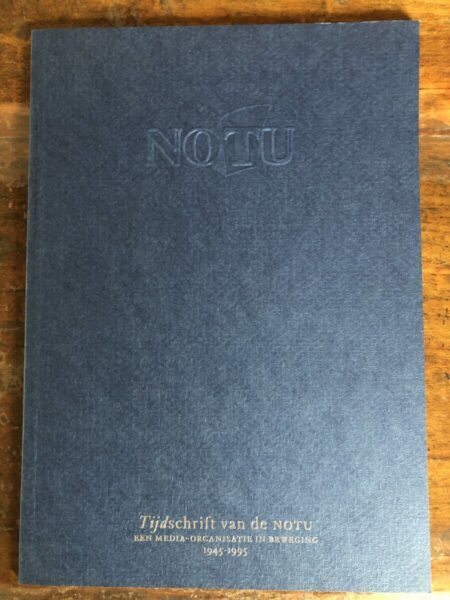 NOTU
Tijdschrift van de NOTU
EEN MEDIA-ORGANISATIE IN BEWEGING
1945-1995